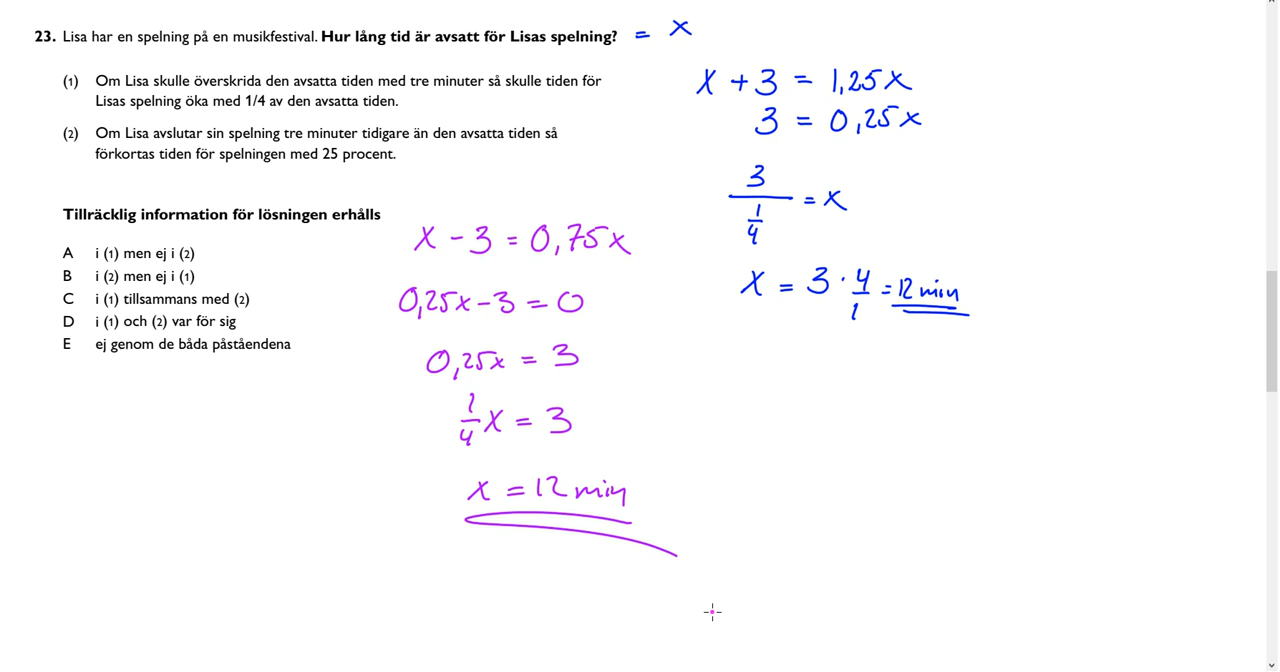 23. Lisa har en spelning på en musikfestival. Hur lång tid är avsatt för Lisas spelning? = x
(1) Om Lisa skulle överskrida den avsatta tiden med tre minuter så skulle tiden för
Lisas spelning öka med 1/4 av den avsatta tiden.
(2) Om Lisa avslutar sin spelning tre minuter tidigare än den avsatta tiden så
förkortas tiden för spelningen med 25 procent.
Tillräcklig information för lösningen erhålls
A i (1) men ej i (2)
B i (2) men ej i (1)
C i (1) tillsammans med (2)
D i (1) och (2) var för sig
E ej genom de båda påståendena
x - 3 = 0,75x
0,25x - 3 = 0
0,25x = 3
1/4 x = 3
x = 12 min
x + 3 = 1,25x
3 = 0,25x
3 / (1/4) = x
x = 3 · 4/1 = 12 min